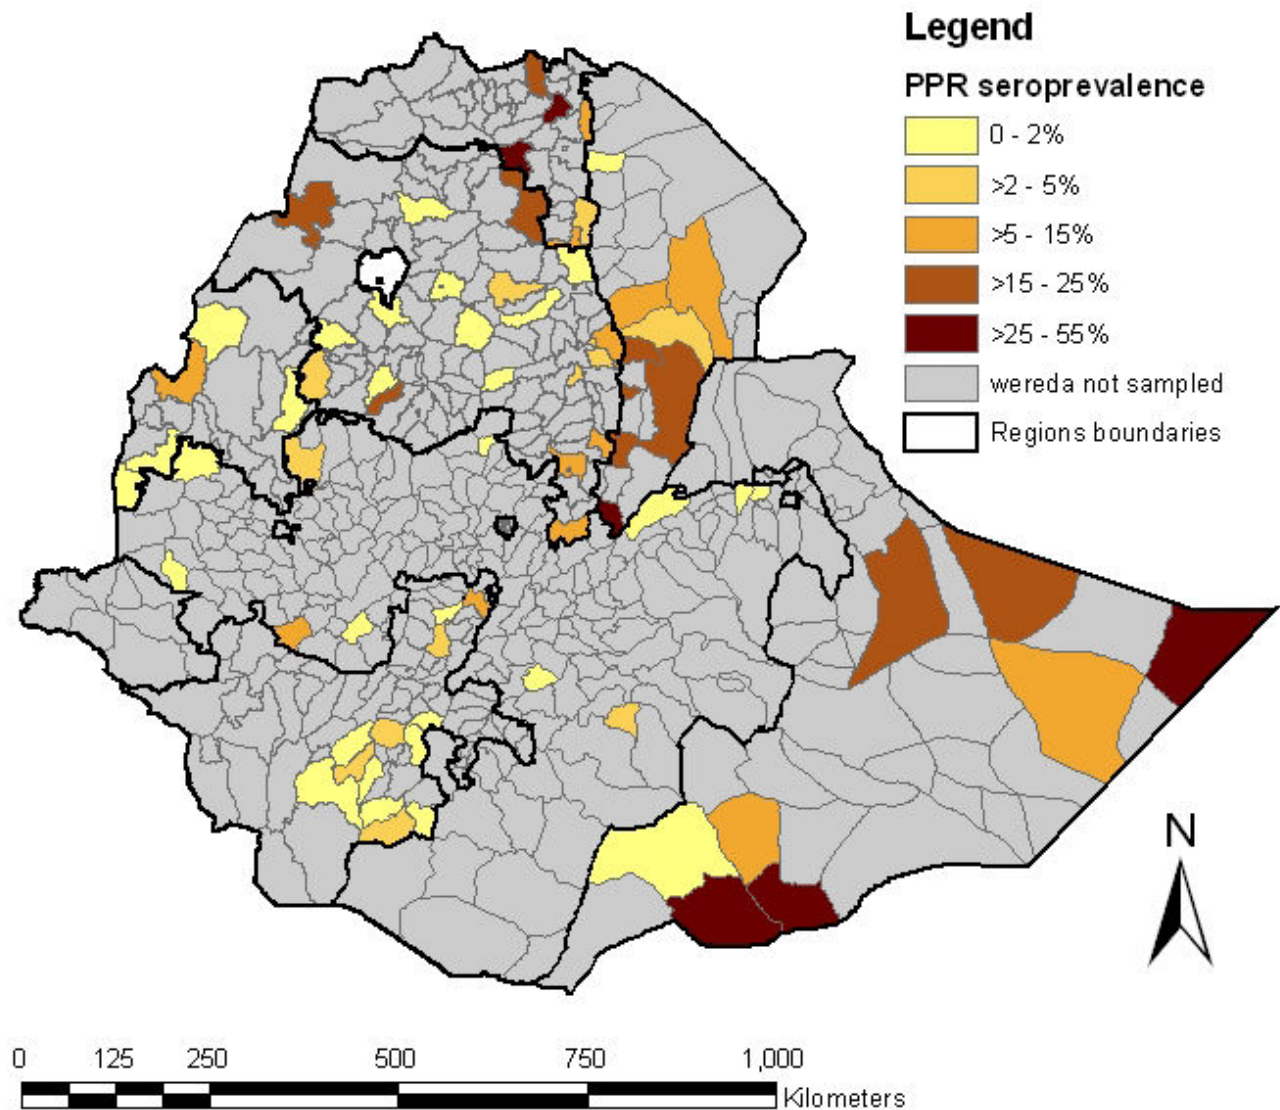 Legend
PPR seroprevalence
0 - 2%
>2 - 5%
>5 - 15%
>15 - 25%
>25 - 55%
wereda not sampled
Regions boundaries
N
0 125 250 500 750 1,000
Kilometers